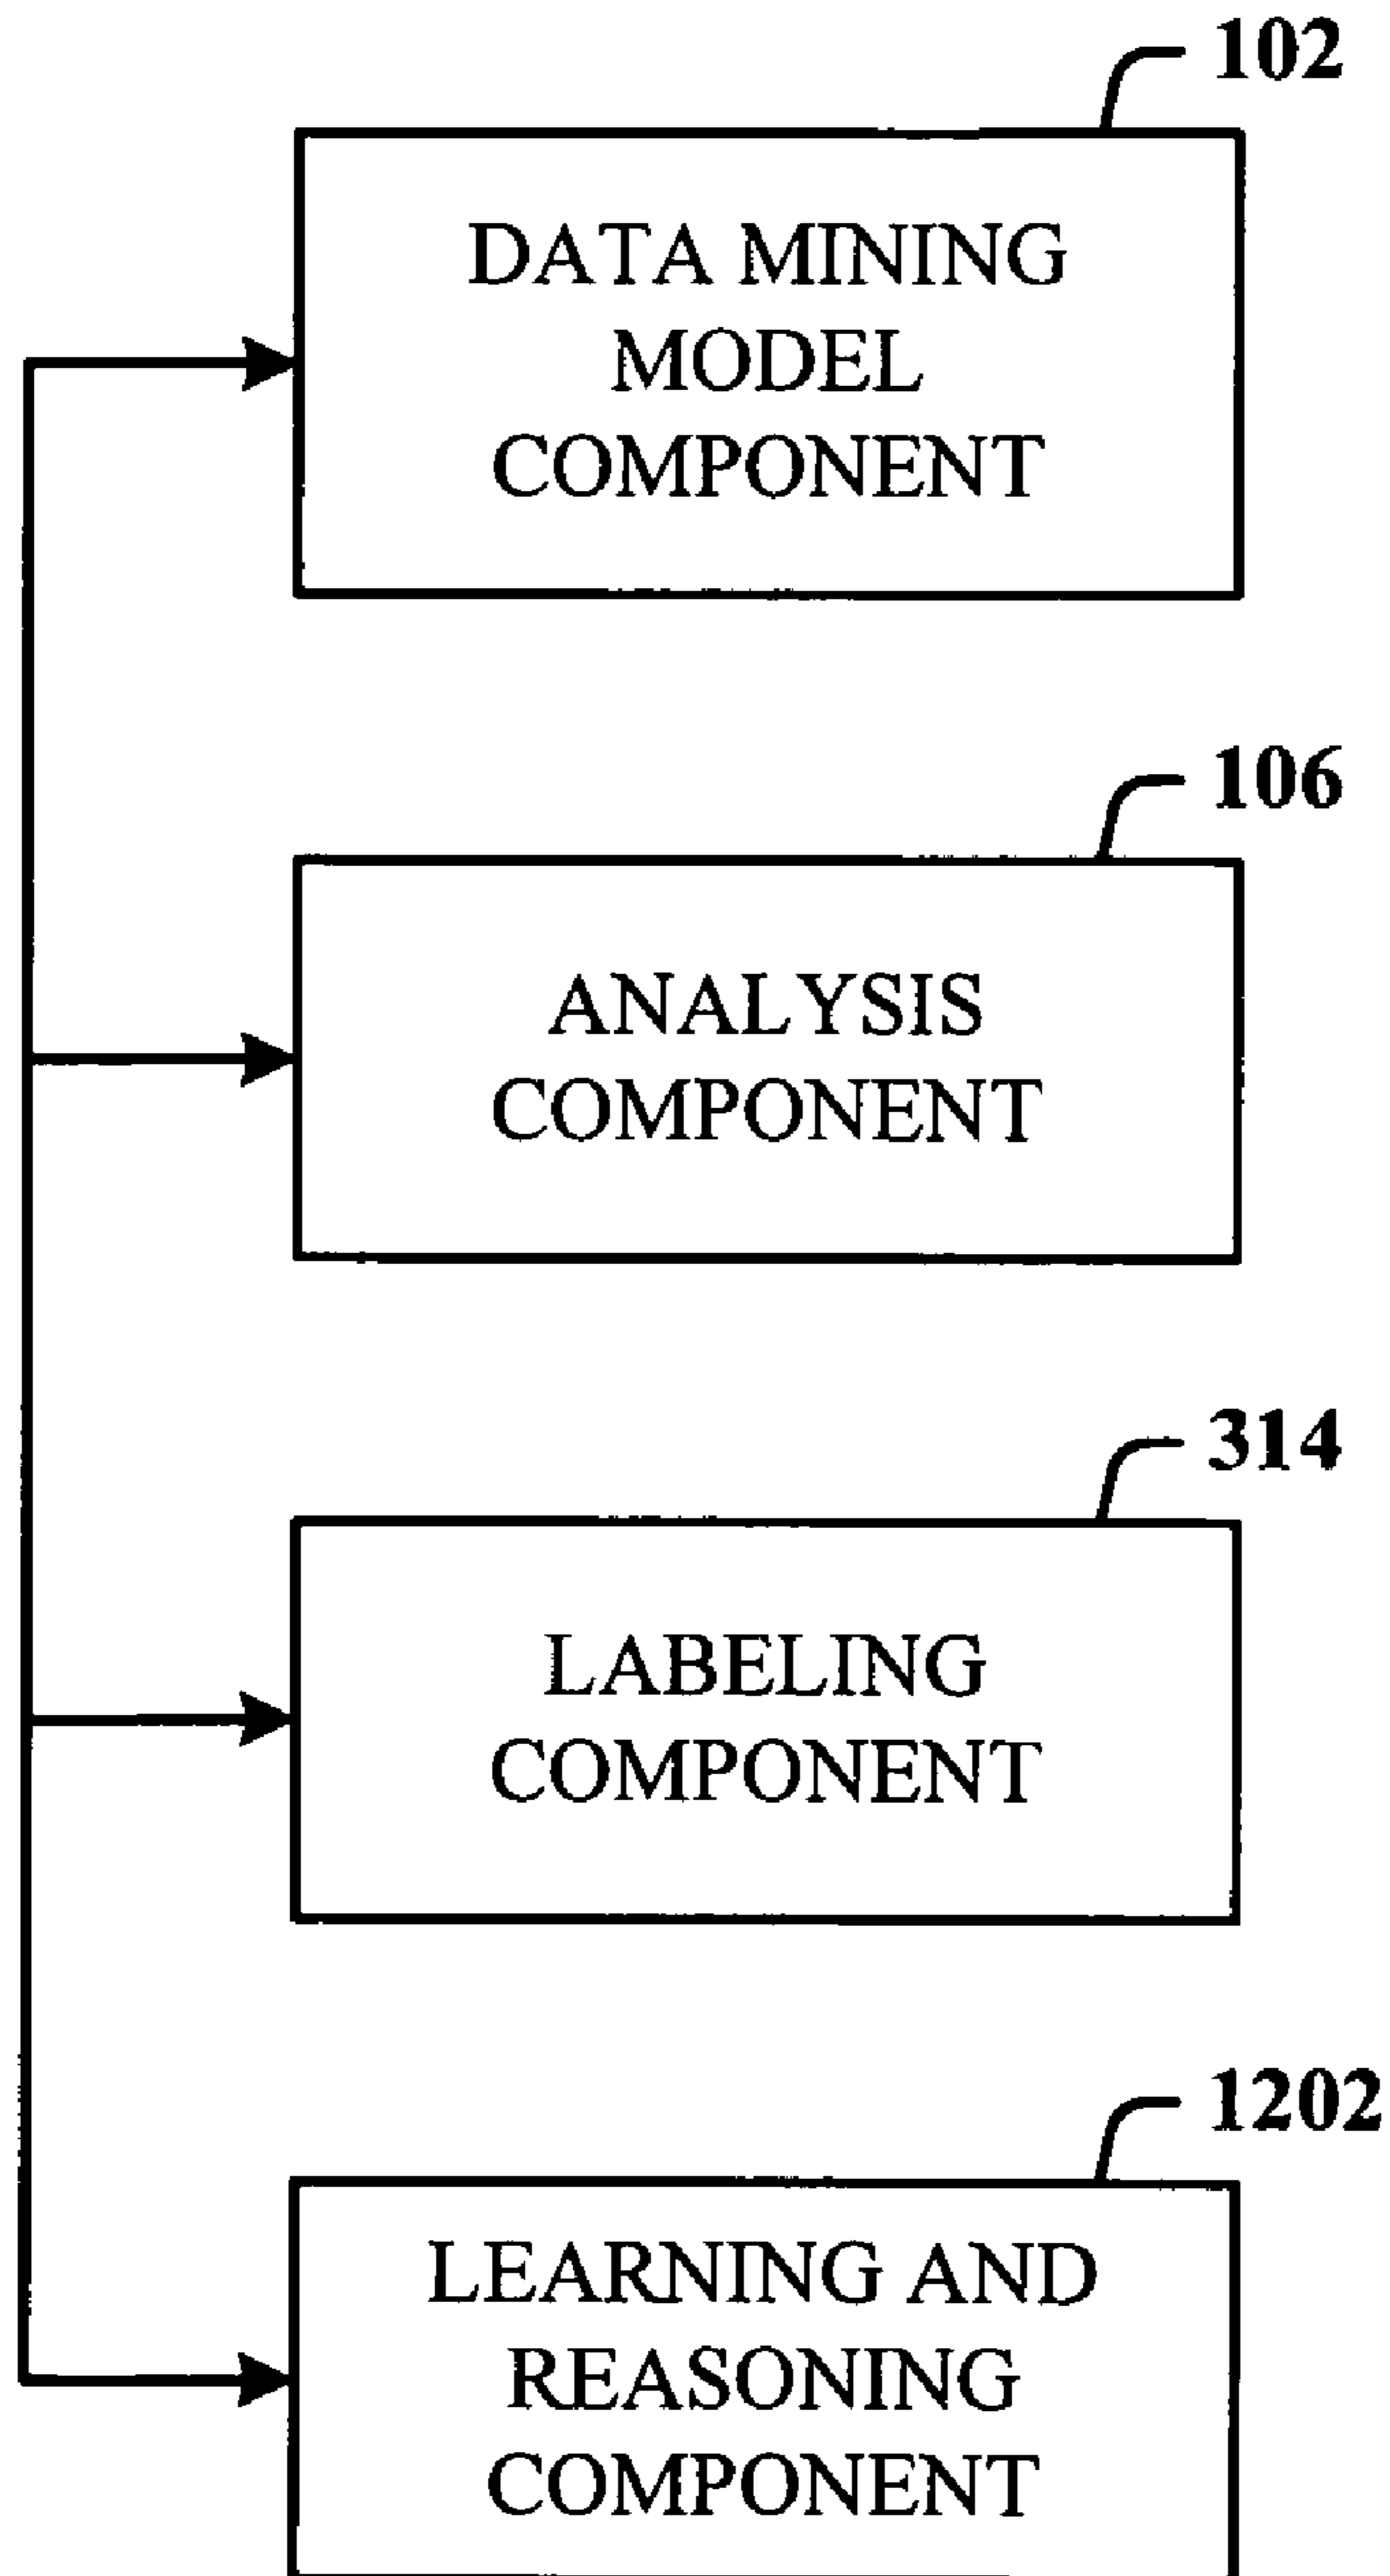 102
DATA MINING
MODEL
COMPONENT
106
ANALYSIS
COMPONENT
314
LABELING
COMPONENT
1202
LEARNING AND
REASONING
COMPONENT